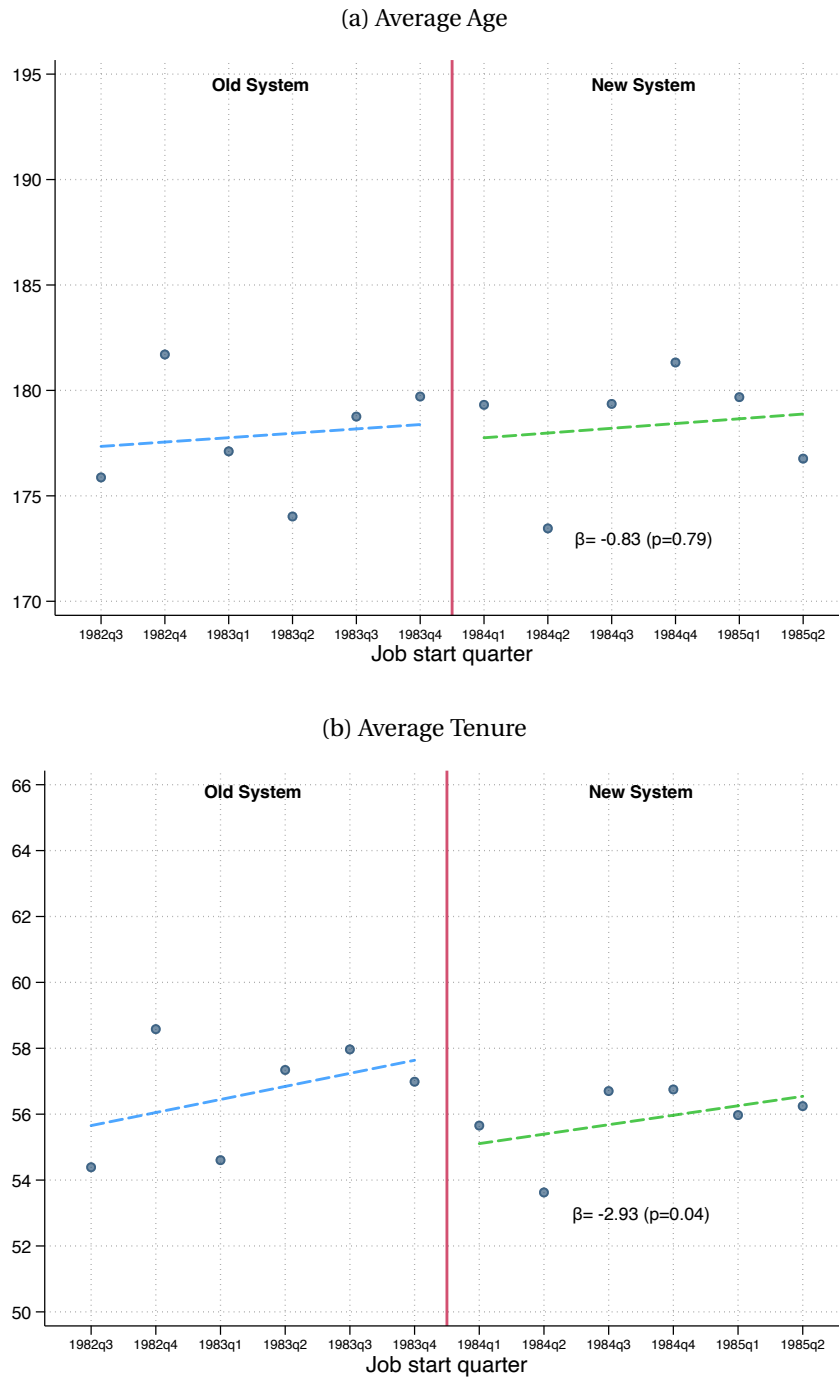 (a) Average Age
195
Old System New System
190
185
180
175
β= -0.83 (p=0.79)
170
1982q3 1982q4 1983q1 1983q2 1983q3 1983q4 1984q1 1984q2 1984q3 1984q4 1985q1 1985q2
Job start quarter
(b) Average Tenure
66
Old System New System
64
62
60
58
56
54
β= -2.93 (p=0.04)
52
50
1982q3 1982q4 1983q1 1983q2 1983q3 1983q4 1984q1 1984q2 1984q3 1984q4 1985q1 1985q2
Job start quarter